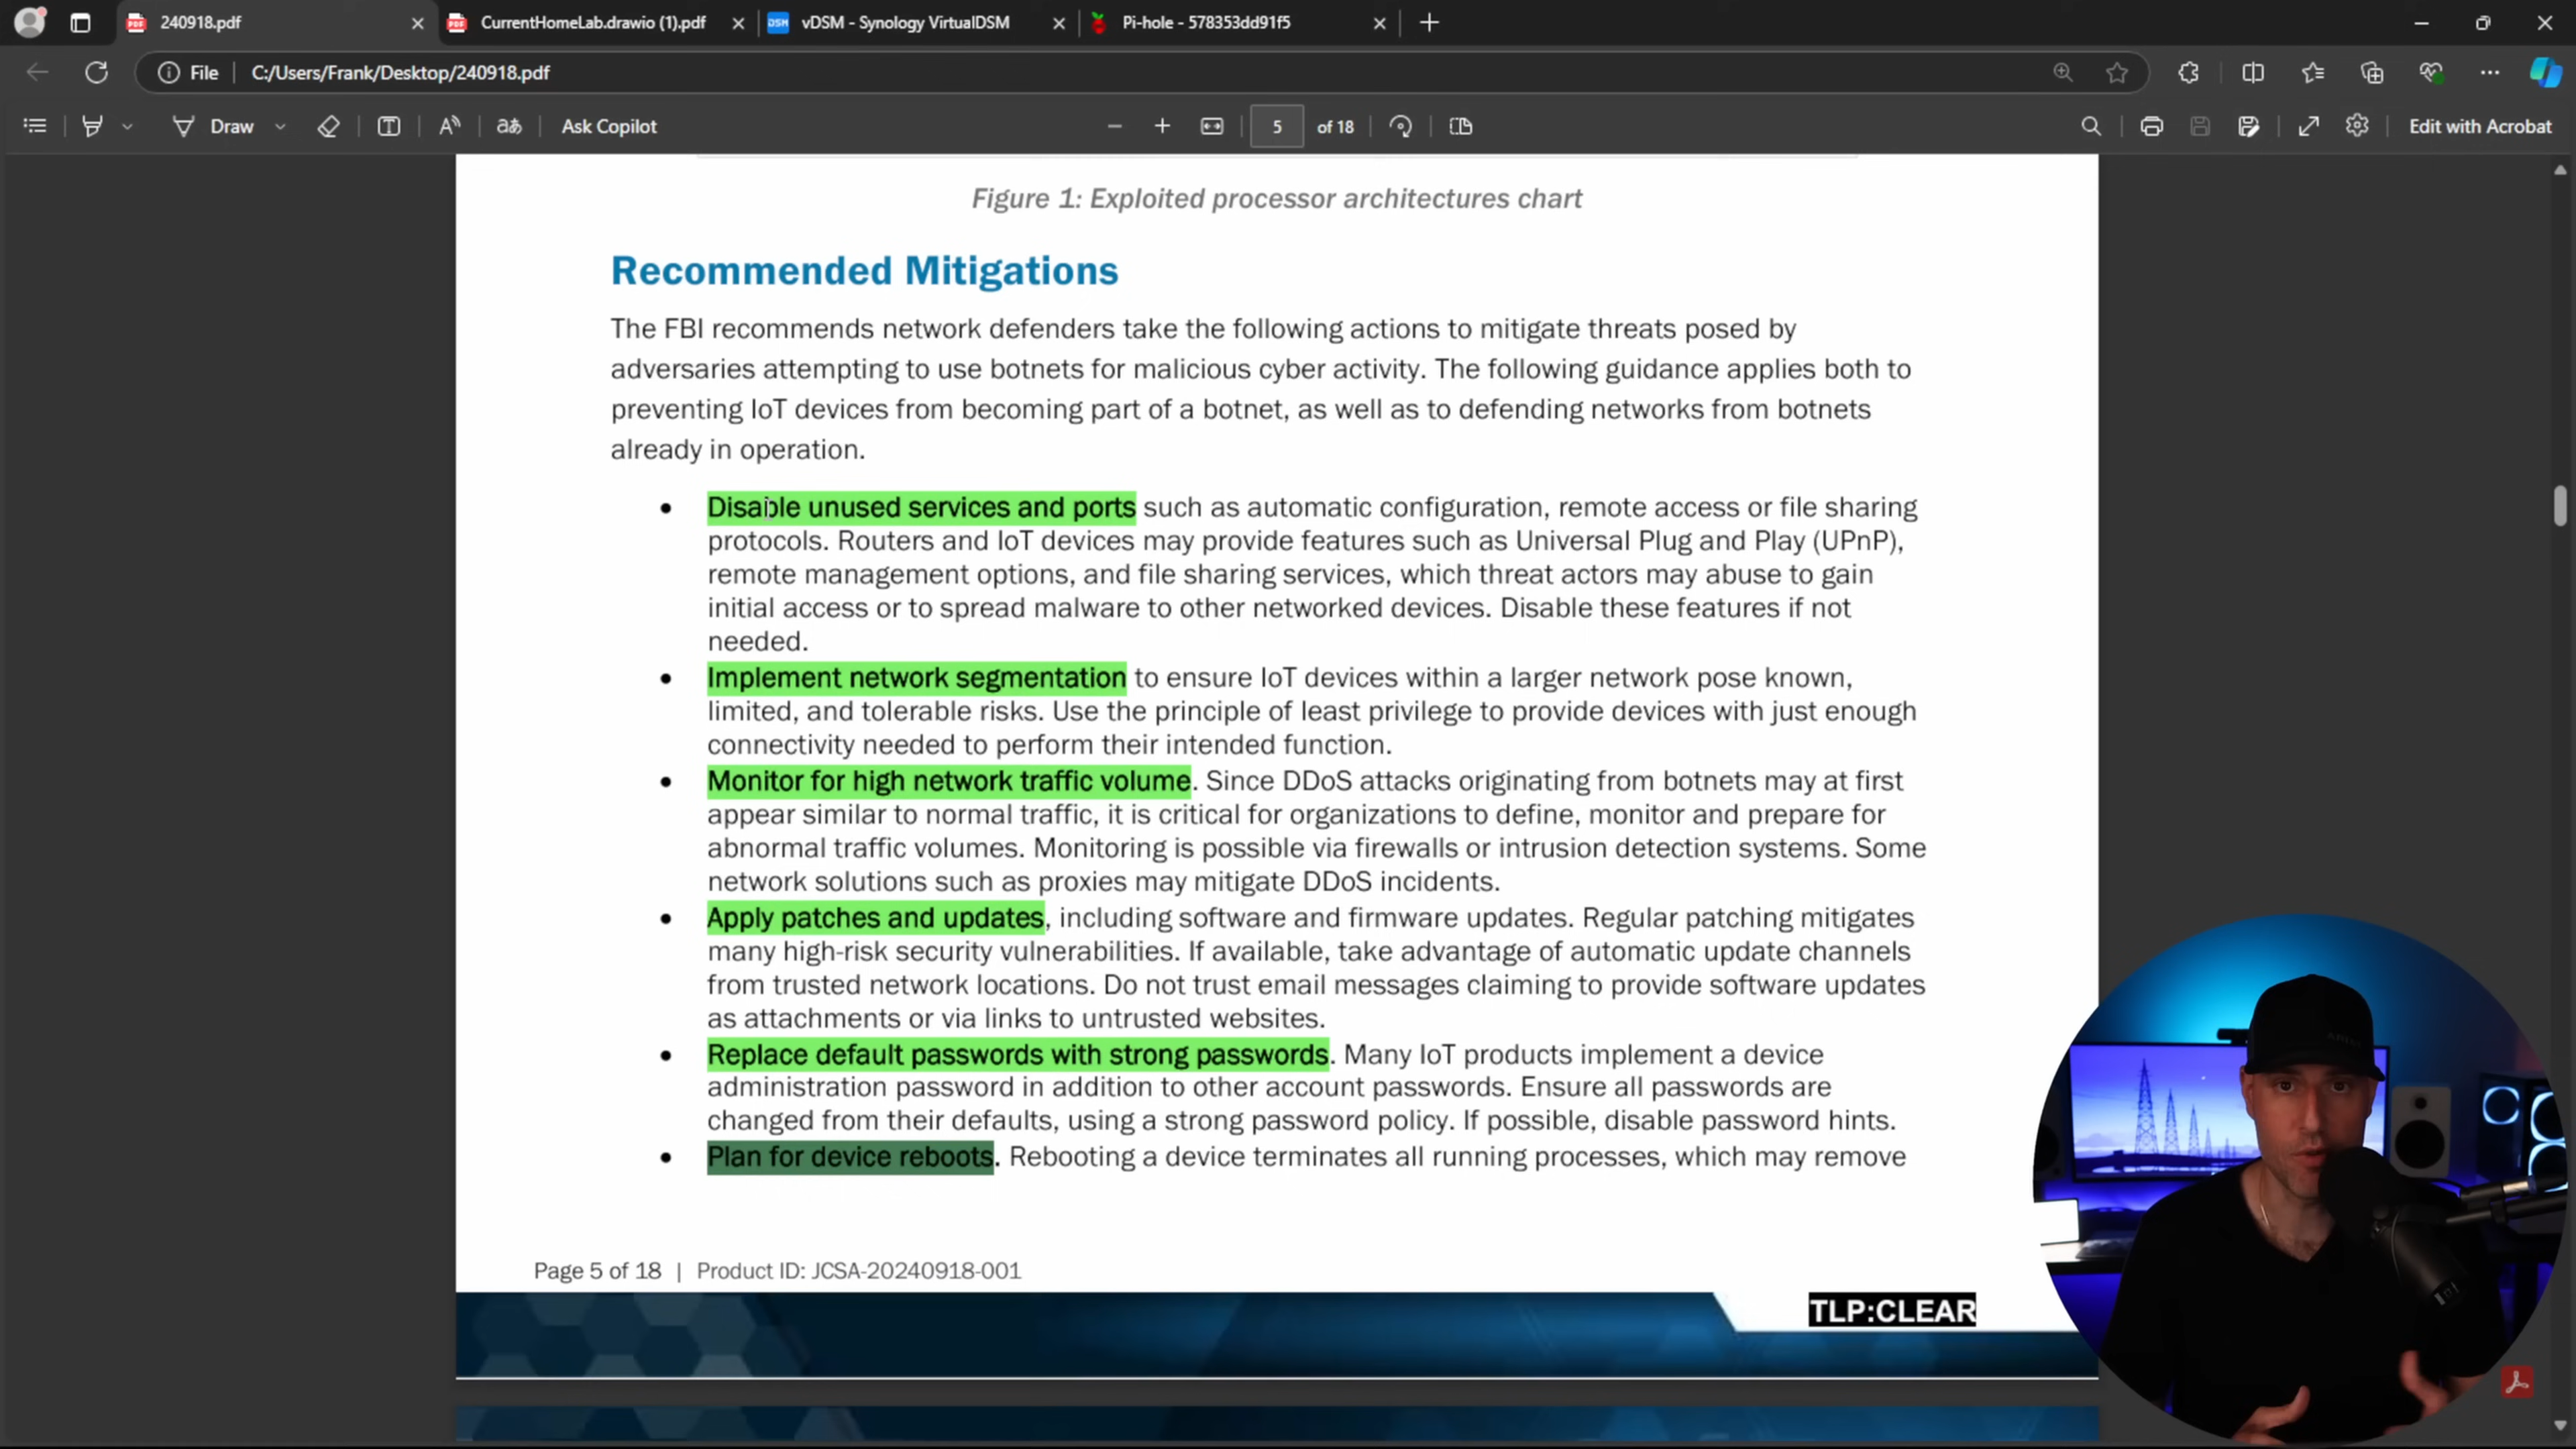 240918.pdf
CurrentHomeLab.drawio (1).pdf
vDSM - Synology VirtualDSM
Pi-hole - 578353dd91f5
File
C:/Users/Frank/Desktop/240918.pdf
Draw
Ask Copilot
5
of 18
Edit with Acrobat
Figure 1: Exploited processor architectures chart
Recommended Mitigations
The FBI recommends network defenders take the following actions to mitigate threats posed by
adversaries attempting to use botnets for malicious cyber activity. The following guidance applies both to
preventing IoT devices from becoming part of a botnet, as well as to defending networks from botnets
already in operation.
• Disable unused services and ports such as automatic configuration, remote access or file sharing
protocols. Routers and IoT devices may provide features such as Universal Plug and Play (UPnP),
remote management options, and file sharing services, which threat actors may abuse to gain
initial access or to spread malware to other networked devices. Disable these features if not
needed.
• Implement network segmentation to ensure IoT devices within a larger network pose known,
limited, and tolerable risks. Use the principle of least privilege to provide devices with just enough
connectivity needed to perform their intended function.
• Monitor for high network traffic volume. Since DDoS attacks originating from botnets may at first
appear similar to normal traffic, it is critical for organizations to define, monitor and prepare for
abnormal traffic volumes. Monitoring is possible via firewalls or intrusion detection systems. Some
network solutions such as proxies may mitigate DDoS incidents.
• Apply patches and updates, including software and firmware updates. Regular patching mitigates
many high-risk security vulnerabilities. If available, take advantage of automatic update channels
from trusted network locations. Do not trust email messages claiming to provide software updates
as attachments or via links to untrusted websites.
• Replace default passwords with strong passwords. Many IoT products implement a device
administration password in addition to other account passwords. Ensure all passwords are
changed from their defaults, using a strong password policy. If possible, disable password hints.
• Plan for device reboots. Rebooting a device terminates all running processes, which may remove
Page 5 of 18 | Product ID: JCSA-20240918-001
TLP:CLEAR